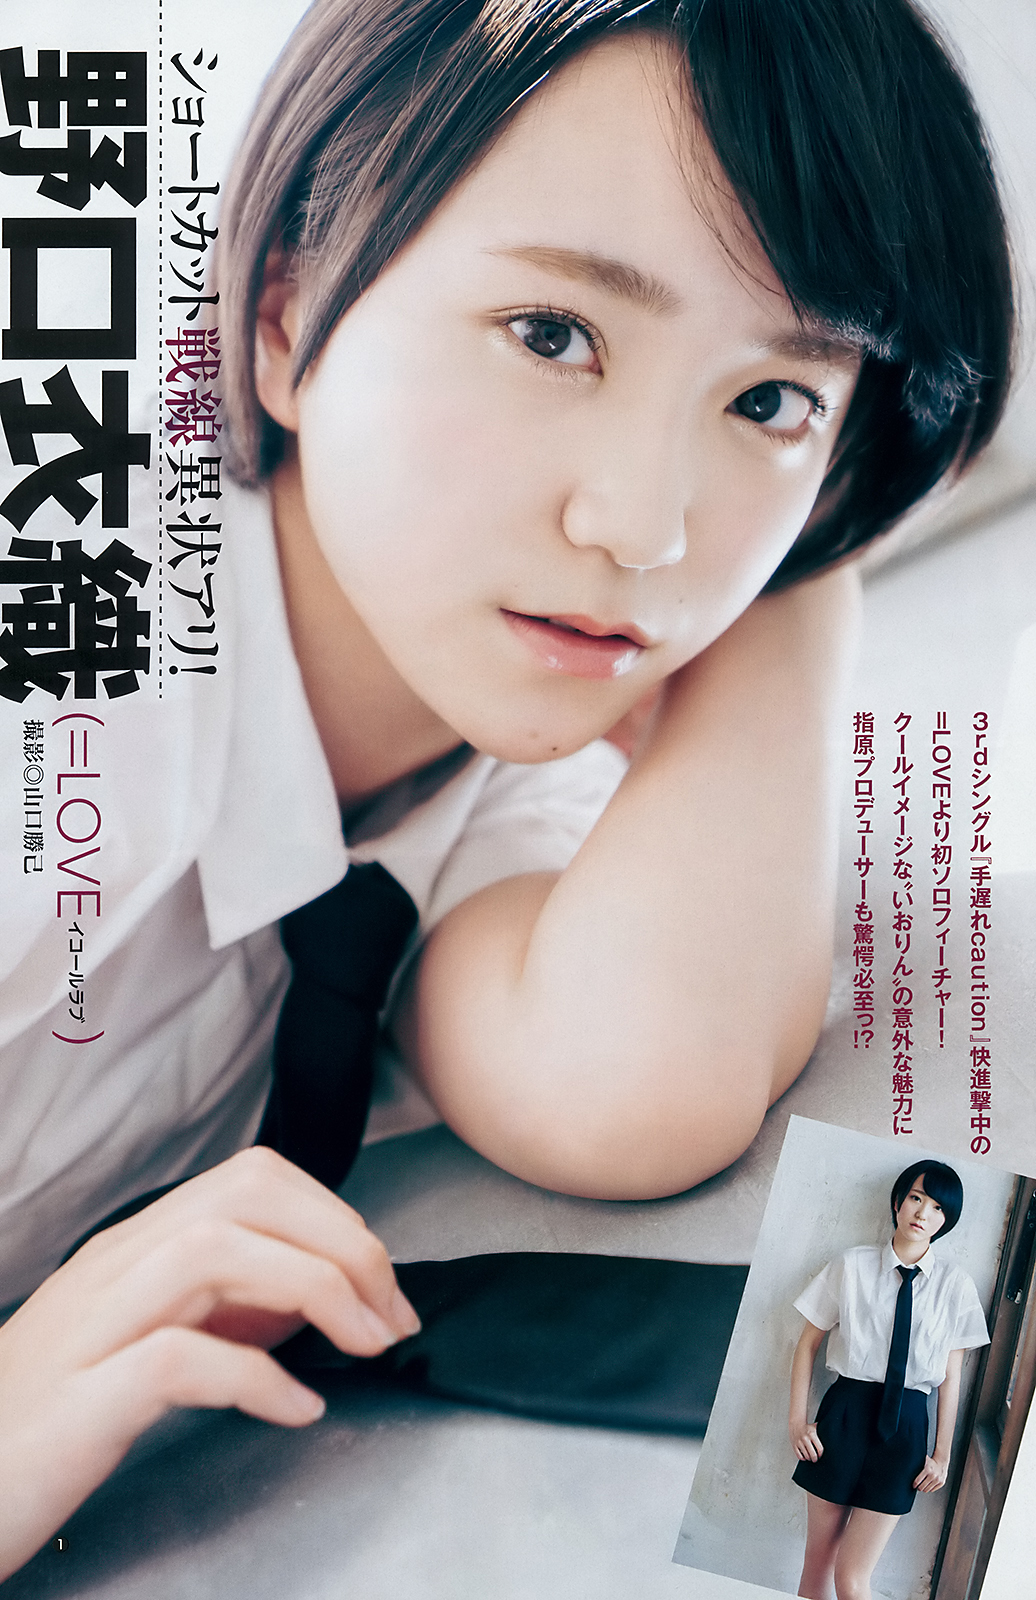 3rdシングル『手遅れcaution』快進撃中の
=LOVEより初ソロフィーチャー!
クールイメージな“いおりん”の意外な魅力に
指原プロデューサーも驚愕必至っ!?
ショートカット戦線異状アリ!
野口衣織
(=LOVE イコールラブ)
撮影◎山口勝己
1